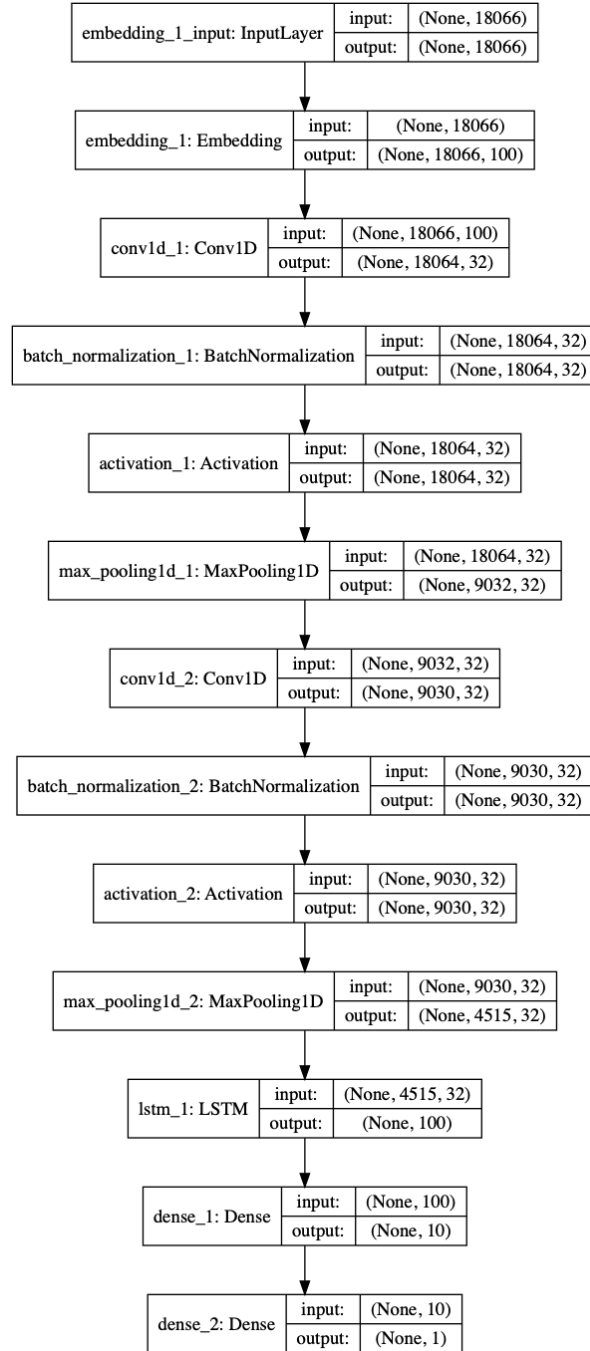 embedding_1_input: InputLayer
input: (None, 18066)
output: (None, 18066)
embedding_1: Embedding
input: (None, 18066)
output: (None, 18066, 100)
conv1d_1: Conv1D
input: (None, 18066, 100)
output: (None, 18064, 32)
batch_normalization_1: BatchNormalization
input: (None, 18064, 32)
output: (None, 18064, 32)
activation_1: Activation
input: (None, 18064, 32)
output: (None, 18064, 32)
max_pooling1d_1: MaxPooling1D
input: (None, 18064, 32)
output: (None, 9032, 32)
conv1d_2: Conv1D
input: (None, 9032, 32)
output: (None, 9030, 32)
batch_normalization_2: BatchNormalization
input: (None, 9030, 32)
output: (None, 9030, 32)
activation_2: Activation
input: (None, 9030, 32)
output: (None, 9030, 32)
max_pooling1d_2: MaxPooling1D
input: (None, 9030, 32)
output: (None, 4515, 32)
lstm_1: LSTM
input: (None, 4515, 32)
output: (None, 100)
dense_1: Dense
input: (None, 100)
output: (None, 10)
dense_2: Dense
input: (None, 10)
output: (None, 1)